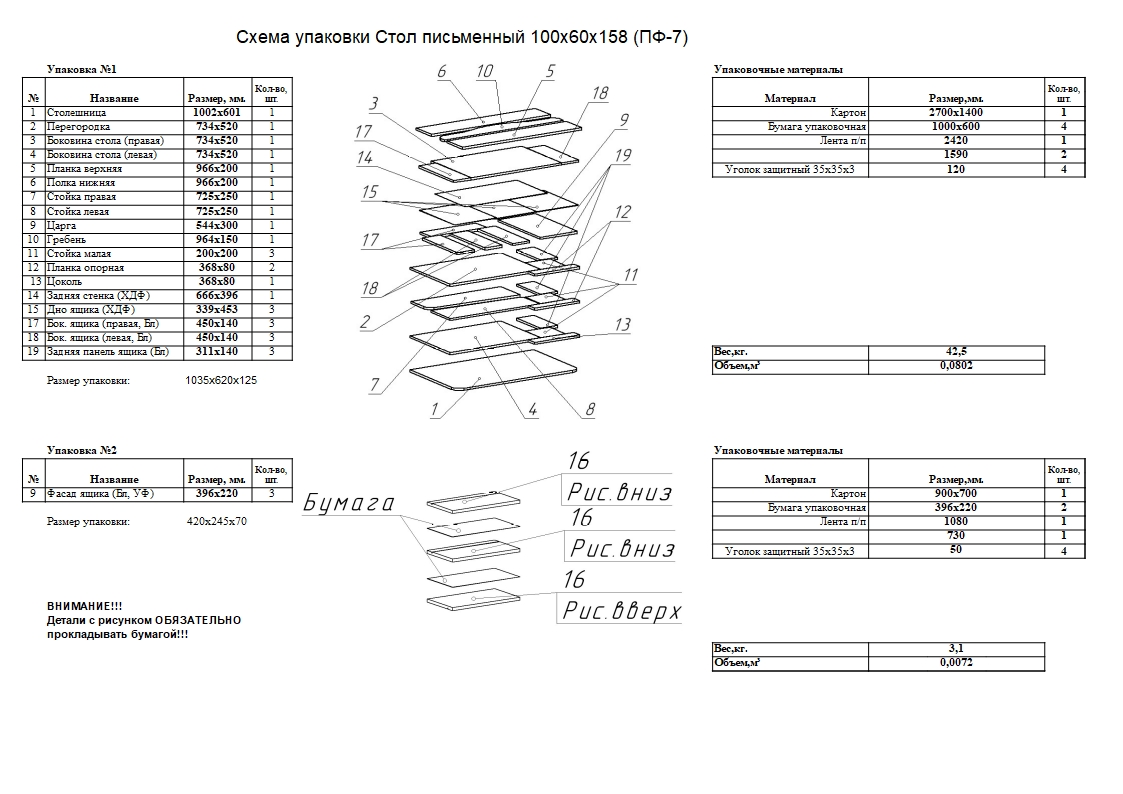 Схема упаковки Стол письменный 100х60х158 (ПФ-7)
Упаковка №1
№ Название Размер, мм. Кол-во, шт.
1 Столешница 1002х601 1
2 Перегородка 734х520 1
3 Боковина стола (правая) 734х520 1
4 Боковина стола (левая) 734х520 1
5 Планка верхняя 966х200 1
6 Полка нижняя 966х200 1
7 Стойка правая 725х250 1
8 Стойка левая 725х250 1
9 Царга 544х300 1
10 Гребень 964х150 1
11 Стойка малая 200х200 3
12 Планка опорная 368х80 2
13 Цоколь 368х80 1
14 Задняя стенка (ХДФ) 666х396 1
15 Дно ящика (ХДФ) 339х453 3
17 Бок. ящика (правая, Бл) 450х140 3
18 Бок. ящика (левая, Бл) 450х140 3
19 Задняя панель ящика (Бл) 311х140 3
Размер упаковки: 1035х620х125
6 10 5
18
3
9
17
14
19
15
12
17
11
18
2
13
7
1 4 8
Упаковочные материалы
Материал Размер,мм. Кол-во, шт.
Картон 2700х1400 1
Бумага упаковочная 1000х600 4
Лента п/п 2420 1
1590 2
Уголок защитный 35х35х3 120 4
Вес,кг. 42,5
Объем,м³ 0,0802
Упаковка №2
№ Название Размер, мм. Кол-во, шт.
9 Фасад ящика (Бл, УФ) 396х220 3
Размер упаковки: 420х245х70
Бумага
16
Рис.вниз
16
Рис.вниз
16
Рис.вверх
Упаковочные материалы
Материал Размер,мм. Кол-во, шт.
Картон 900х700 1
Бумага упаковочная 396х220 2
Лента п/п 1080 1
730 1
Уголок защитный 35х35х3 50 4
ВНИМАНИЕ!!!
Детали с рисунком ОБЯЗАТЕЛЬНО
прокладывать бумагой!!!
Вес,кг. 3,1
Объем,м³ 0,0072